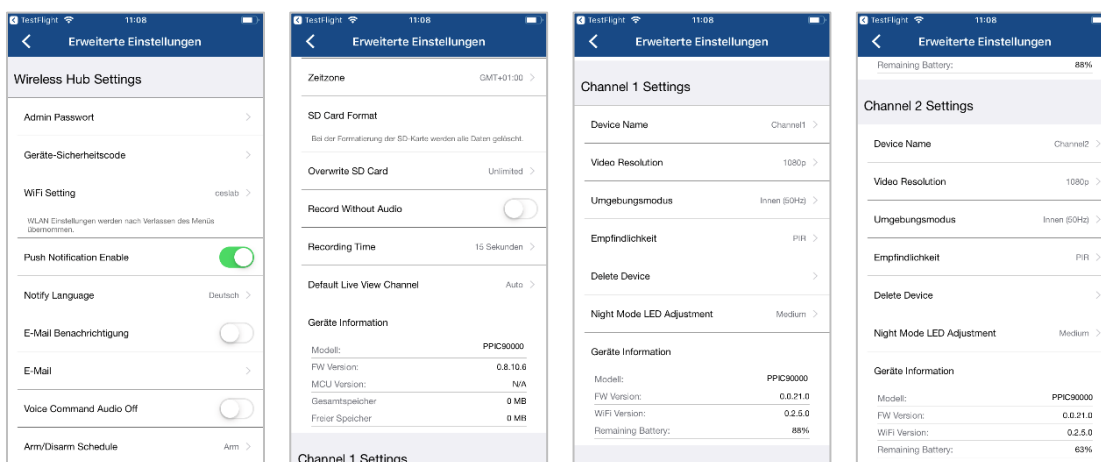 TestFlight 11:08
Erweiterte Einstellungen
Wireless Hub Settings
Admin Passwort
Geräte-Sicherheitscode
WiFi Setting ceslab
WLAN Einstellungen werden nach Verlassen des Menüs
übernommen.
Push Notification Enable
Notify Language Deutsch
E-Mail Benachrichtigung
E-Mail
Voice Command Audio Off
Arm/Disarm Schedule Arm
TestFlight 11:08
Erweiterte Einstellungen
Zeitzone GMT+01:00
SD Card Format
Bei der Formatierung der SD-Karte werden alle Daten gelöscht.
Overwrite SD Card Unlimited
Record Without Audio
Recording Time 15 Sekunden
Default Live View Channel Auto
Geräte Information
Modell: PPIC90000
FW Version: 0.8.10.6
MCU Version: N/A
Gesamtspeicher 0 MB
Freier Speicher 0 MB
Channel 1 Settings
TestFlight 11:08
Erweiterte Einstellungen
Channel 1 Settings
Device Name Channel1
Video Resolution 1080p
Umgebungsmodus Innen (50Hz)
Empfindlichkeit PIR
Delete Device
Night Mode LED Adjustment Medium
Geräte Information
Modell: PPIC90000
FW Version: 0.0.21.0
WiFi Version: 0.2.5.0
Remaining Battery: 88%
TestFlight 11:08
Erweiterte Einstellungen
Remaining Battery: 88%
Channel 2 Settings
Device Name Channel2
Video Resolution 1080p
Umgebungsmodus Innen (50Hz)
Empfindlichkeit PIR
Delete Device
Night Mode LED Adjustment Medium
Geräte Information
Modell: PPIC90000
FW Version: 0.0.21.0
WiFi Version: 0.2.5.0
Remaining Battery: 63%